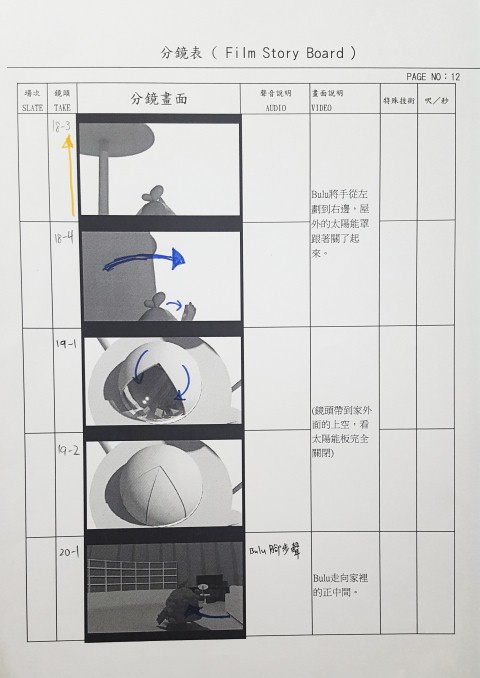 分鏡表 ( Film Story Board )
PAGE NO：12
場次 鏡頭 分鏡畫面 聲音說明 畫面說明 特殊技術 呎／秒
SLATE TAKE AUDIO VIDEO
18-3
Bulu將手從左
劃到右邊，屋
外的太陽能罩
跟著關了起
來。
18-4
19-1
(鏡頭帶到家外
面的上空，看
太陽能板完全
關閉)
19-2
20-1
Bulu 腳步聲
Bulu走向家裡
的正中間。